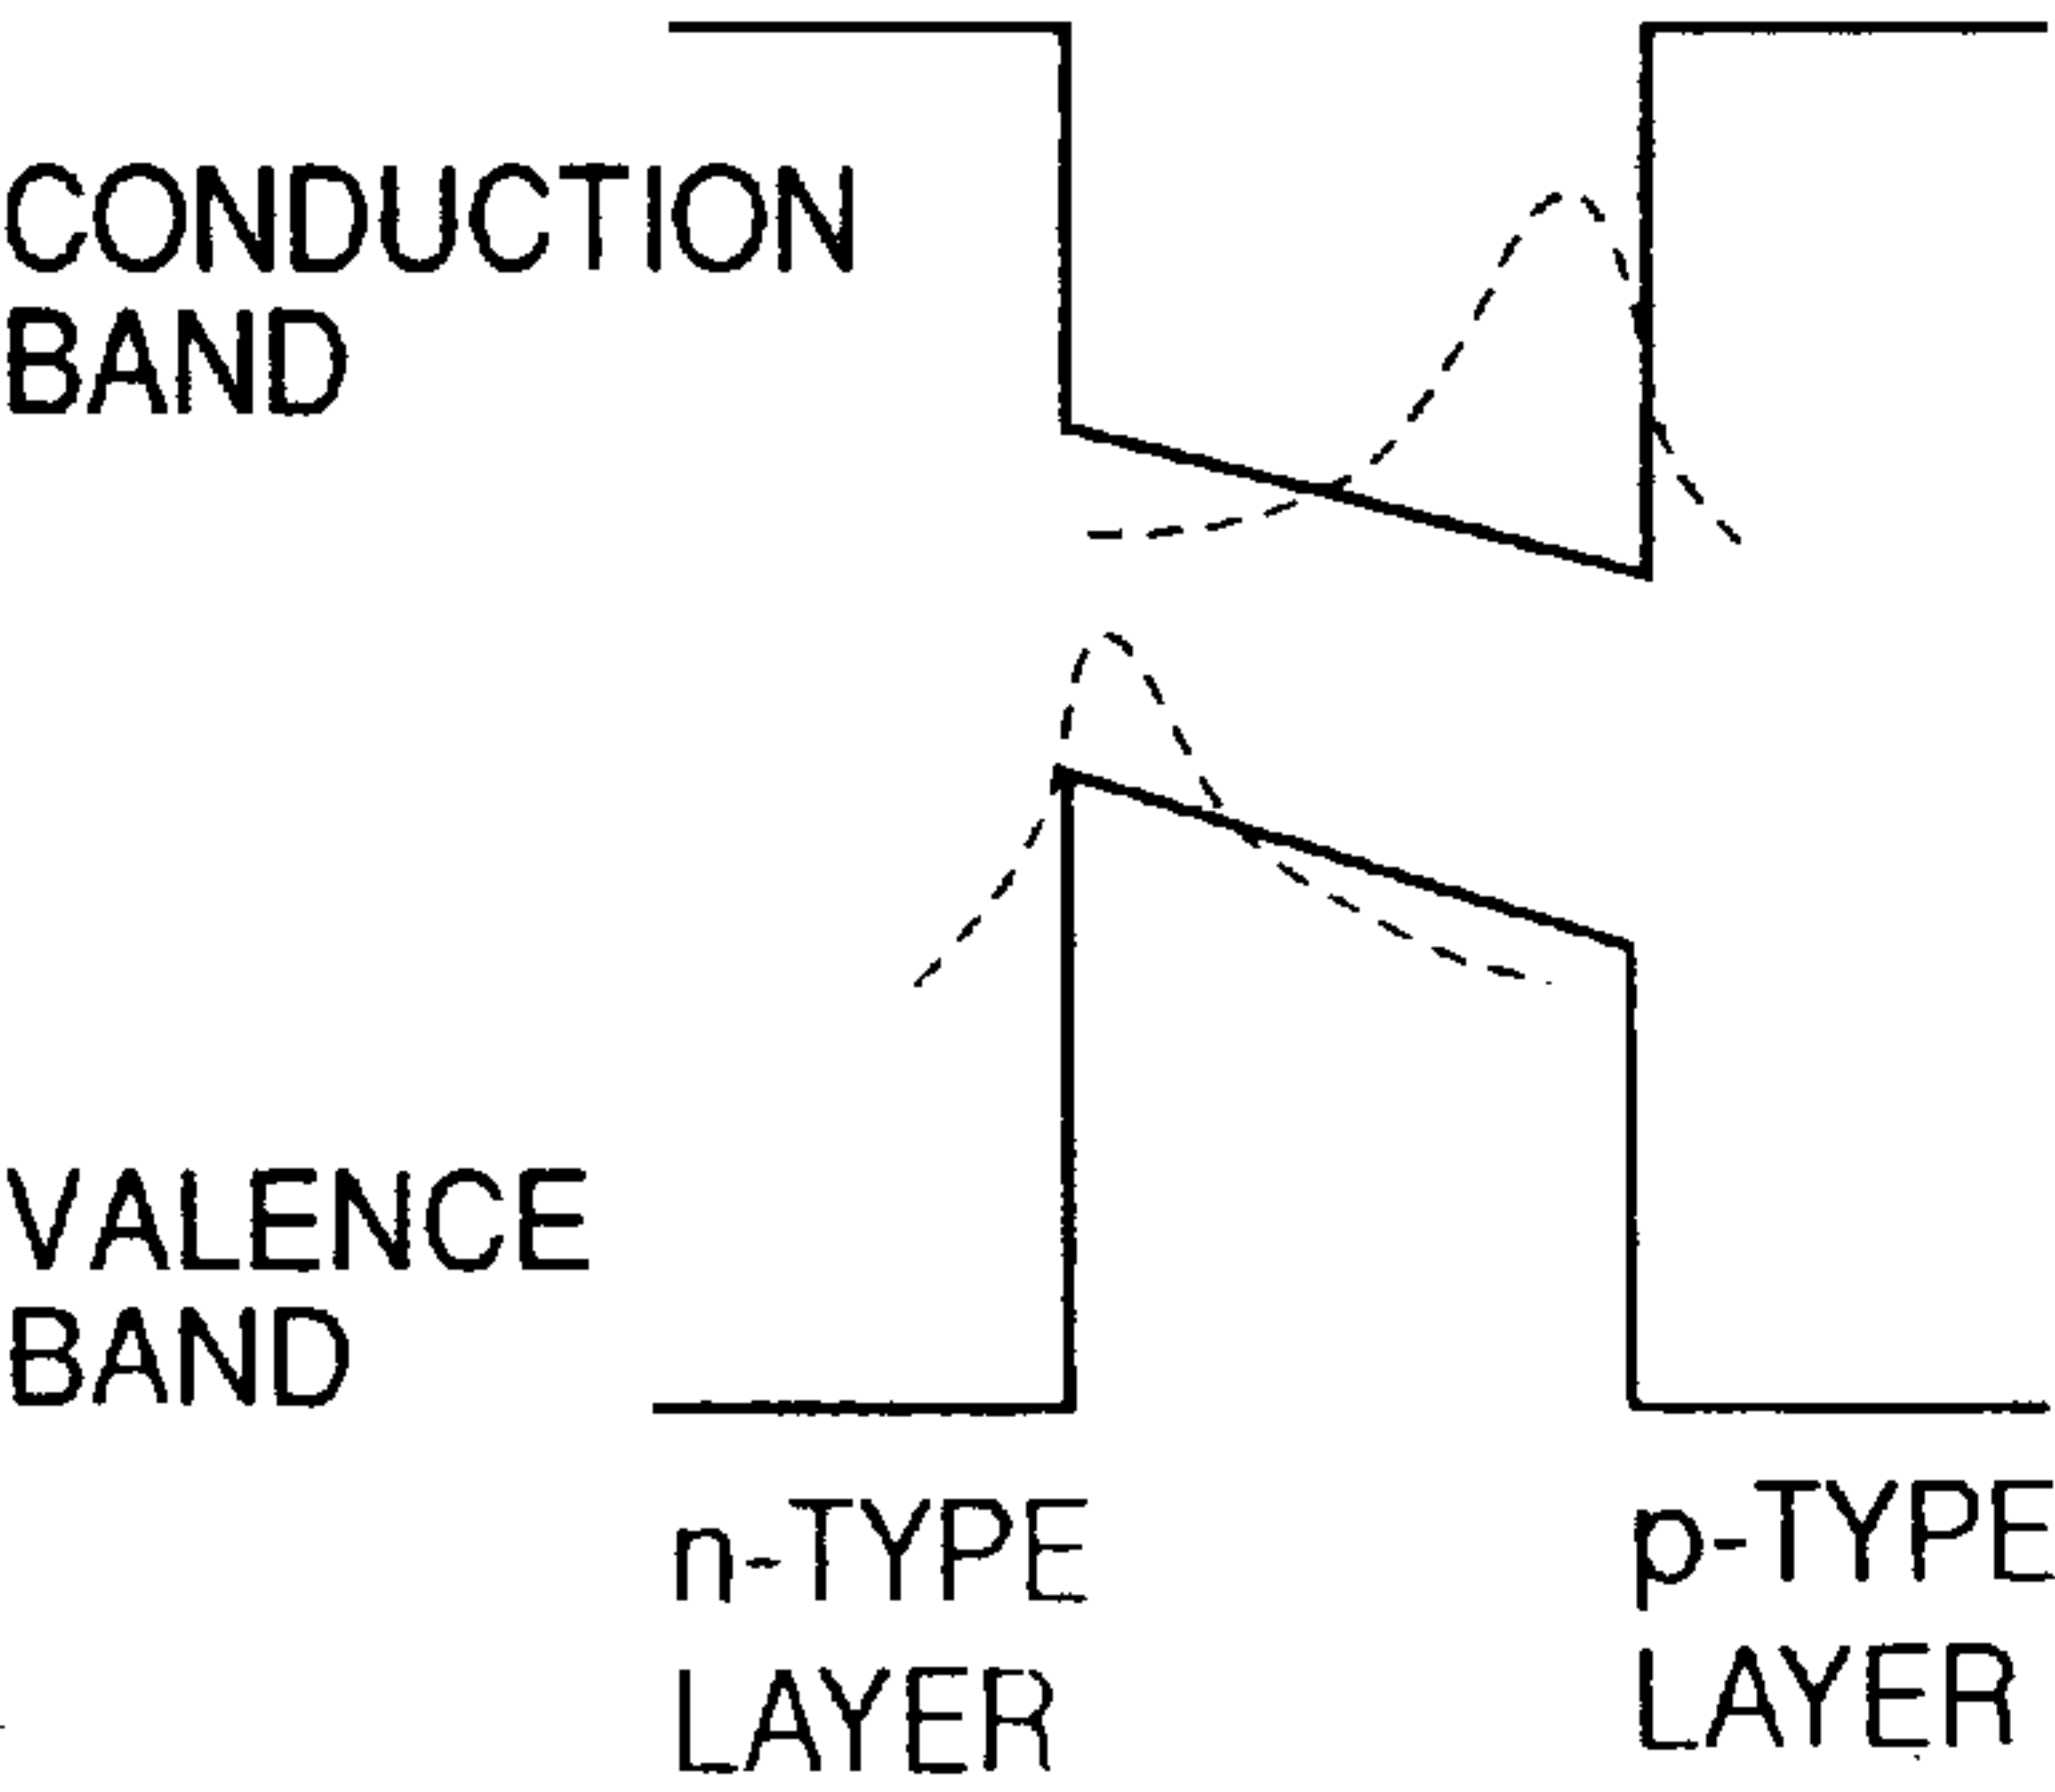 CONDUCTION
BAND
VALENCE
BAND
n-TYPE
LAYER
p-TYPE
LAYER